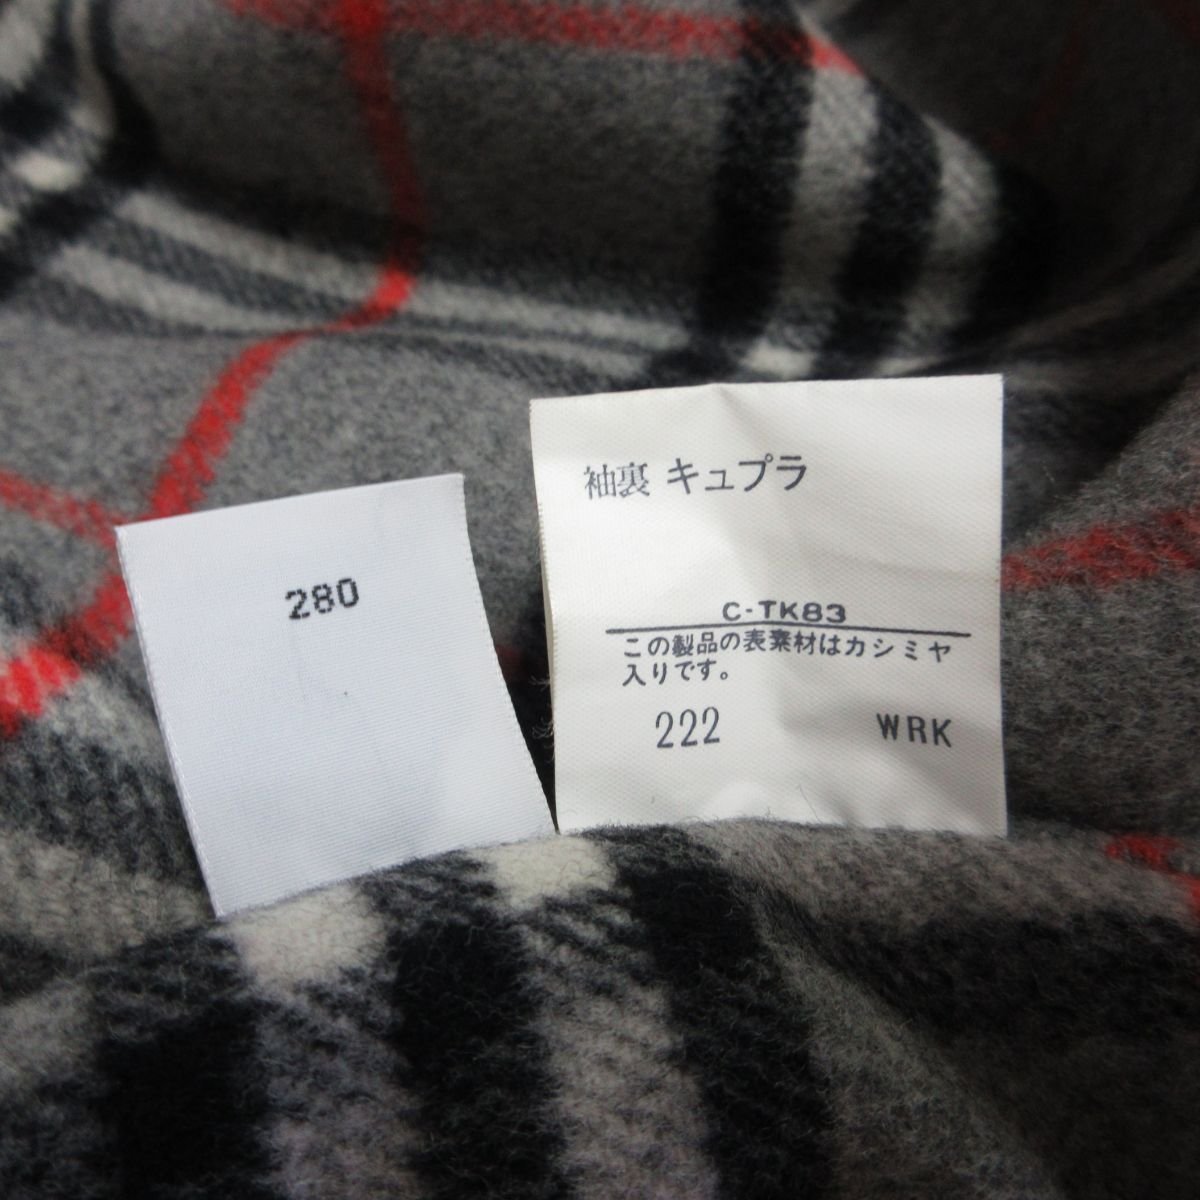 280
袖裏 キュプラ
C-TK83
この製品の表素材はカシミヤ
入りです。
222 WRK